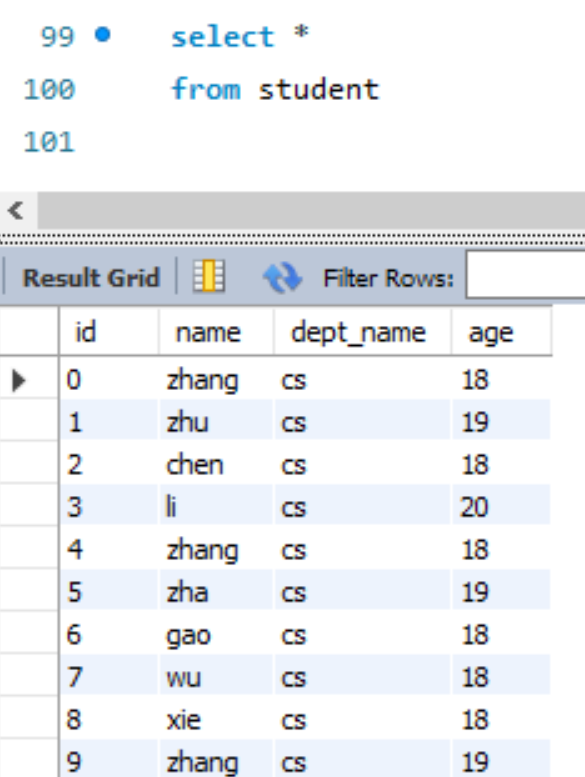 99 select *
100 from student
101
Result Grid Filter Rows:
id name dept_name age
0 zhang cs 18
1 zhu cs 19
2 chen cs 18
3 li cs 20
4 zhang cs 18
5 zha cs 19
6 gao cs 18
7 wu cs 18
8 xie cs 18
9 zhang cs 19